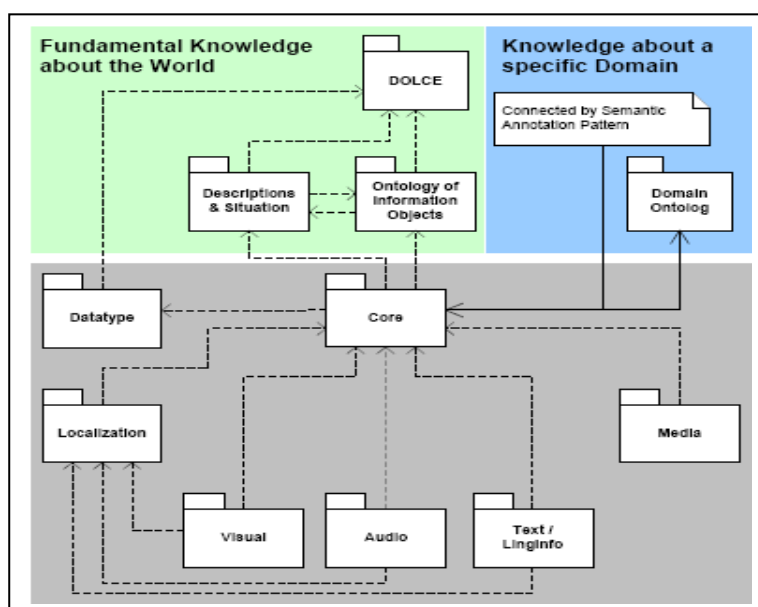 Fundamental Knowledge
about the World
DOLCE
Knowledge about a
specific Domain
Connected by Semantic
Annotation Pattern
Descriptions
& Situation
Ontology of
Information
Objects
Domain
Ontolog
Datatype
Core
Localization
Media
Visual
Audio
Text /
LingInfo